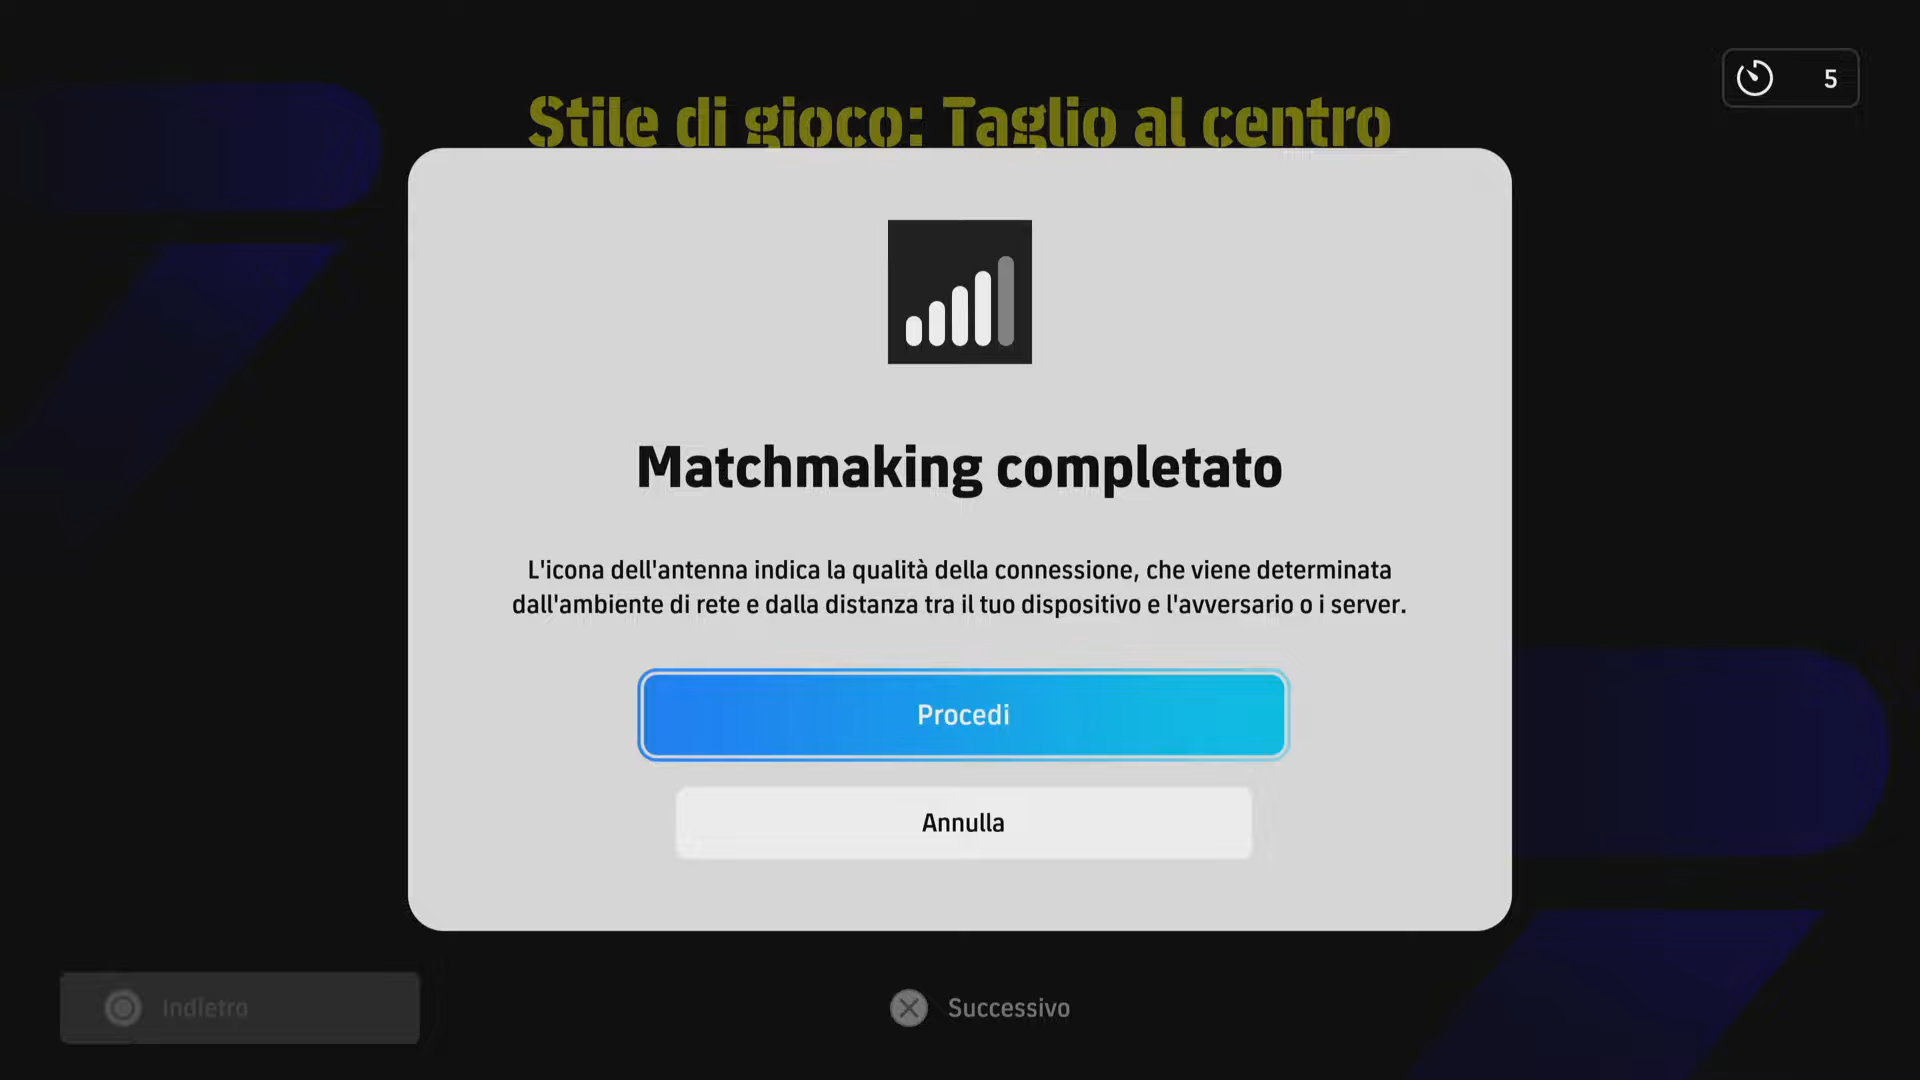 5
Stile di gioco: Taglio al centro
Matchmaking completato
L'icona dell'antenna indica la qualità della connessione, che viene determinata
dall'ambiente di rete e dalla distanza tra il tuo dispositivo e l'avversario o i server.
Procedi
Annulla
Indietro
Successivo